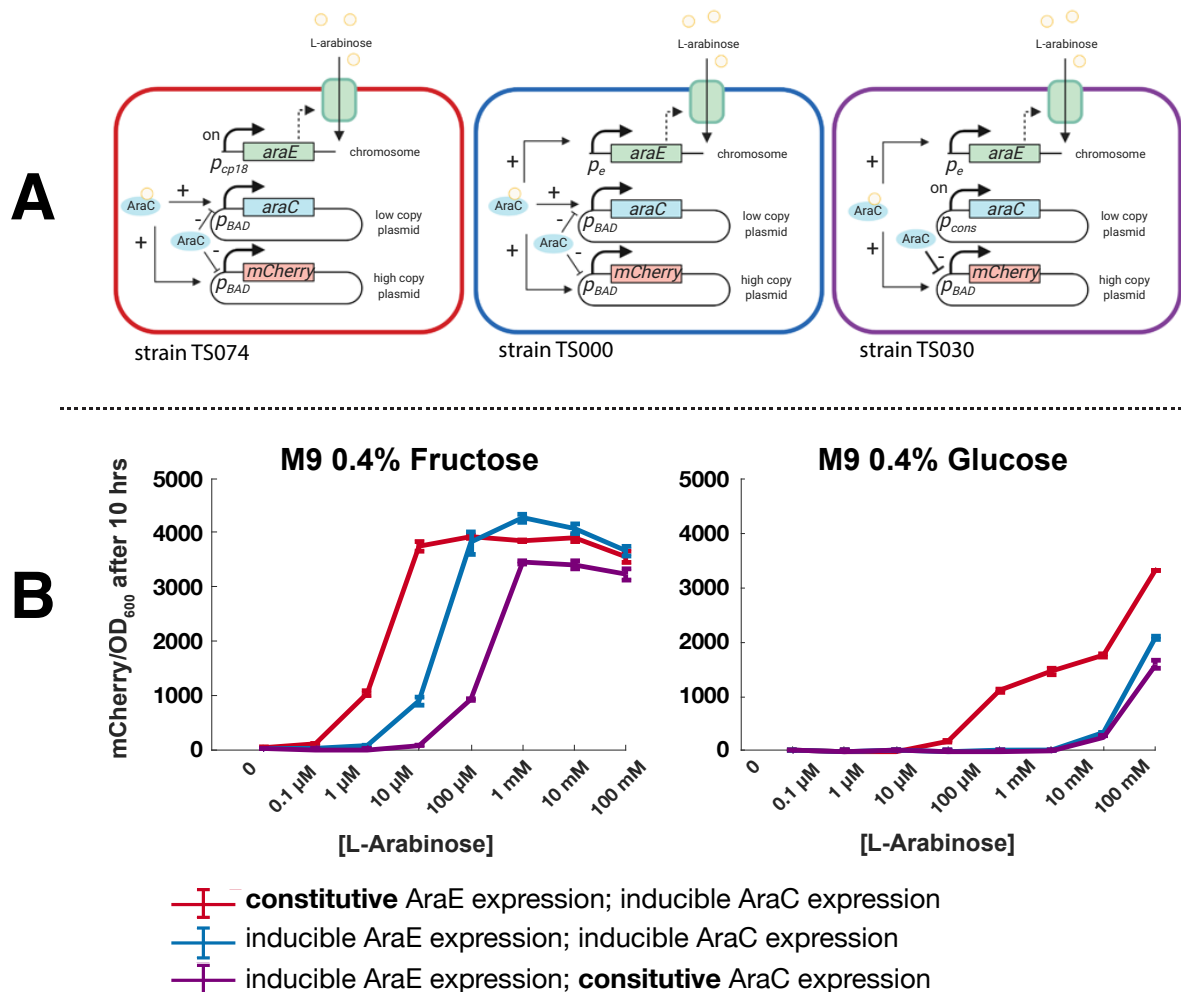 A
L-arabinose
on
araE
chromosome
pcp18
+
AraC
araC
-
pBAD
low copy
plasmid
AraC
+
-
mCherry
pBAD
high copy
plasmid
strain TS074
L-arabinose
+
araE
chromosome
pe
+
AraC
araC
-
pBAD
low copy
plasmid
AraC
+
-
mCherry
pBAD
high copy
plasmid
strain TS000
L-arabinose
+
araE
chromosome
pe
on
AraC
araC
pcons
low copy
plasmid
AraC
+
-
mCherry
pBAD
high copy
plasmid
strain TS030
B
M9 0.4% Fructose
mCherry/OD600 after 10 hrs
5000
4000
3000
2000
1000
0
0 0.1 µM 1 µM 10 µM 100 µM 1 mM 10 mM 100 mM
[L-Arabinose]
M9 0.4% Glucose
5000
4000
3000
2000
1000
0
0 0.1 µM 1 µM 10 µM 100 µM 1 mM 10 mM 100 mM
[L-Arabinose]
constitutive AraE expression; inducible AraC expression
inducible AraE expression; inducible AraC expression
inducible AraE expression; consitutive AraC expression